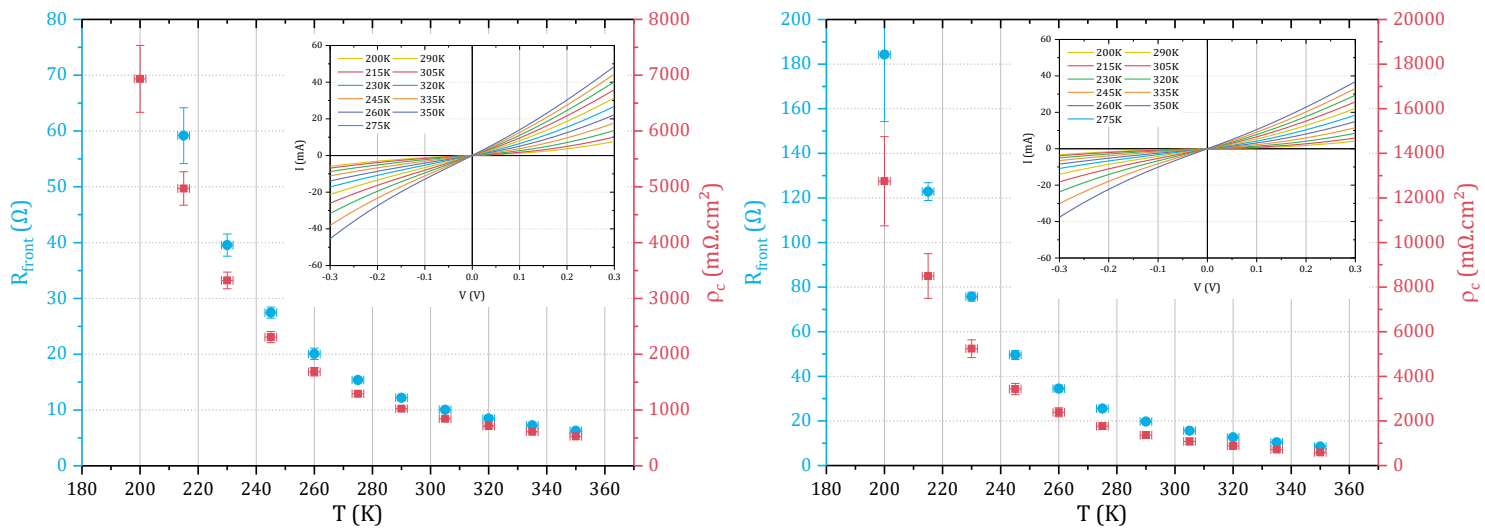 80
70
60
50
40
30
20
10
0
R_front (Ω)
8000
7000
6000
5000
4000
3000
2000
1000
0
ρ_c (mΩ.cm²)
180 200 220 240 260 280 300 320 340 360
T (K)
60
40
20
0
-20
-40
-60
I (mA)
200K 290K
215K 305K
230K 320K
245K 335K
260K 350K
275K
-0.3 -0.2 -0.1 0.0 0.1 0.2 0.3
V (V)
200
180
160
140
120
100
80
60
40
20
0
R_front (Ω)
20000
18000
16000
14000
12000
10000
8000
6000
4000
2000
0
ρ_c (mΩ.cm²)
180 200 220 240 260 280 300 320 340 360
T (K)
60
40
20
0
-20
-40
-60
I (mA)
200K 290K
215K 305K
230K 320K
245K 335K
260K 350K
275K
-0.3 -0.2 -0.1 0.0 0.1 0.2 0.3
V (V)